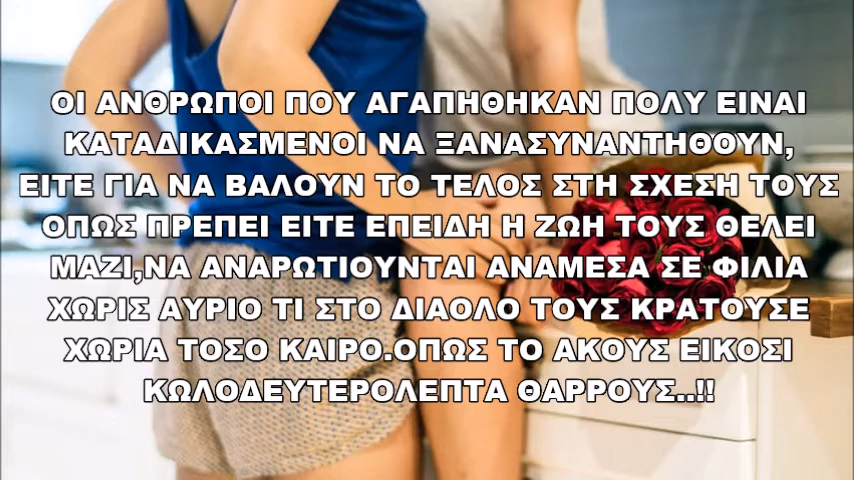 ΟΙ ΑΝΘΡΩΠΟΙ ΠΟΥ ΑΓΑΠΗΘΗΚΑΝ ΠΟΛΥ ΕΙΝΑΙ
ΚΑΤΑΔΙΚΑΣΜΕΝΟΙ ΝΑ ΞΑΝΑΣΥΝΑΝΤΗΘΟΥΝ,
ΕΙΤΕ ΓΙΑ ΝΑ ΒΑΛΟΥΝ ΤΟ ΤΕΛΟΣ ΣΤΗ ΣΧΕΣΗ ΤΟΥΣ
ΟΠΩΣ ΠΡΕΠΕΙ ΕΙΤΕ ΕΠΕΙΔΗ Η ΖΩΗ ΤΟΥΣ ΘΕΛΕΙ
ΜΑΖΙ,ΝΑ ΑΝΑΡΩΤΙΟΥΝΤΑΙ ΑΝΑΜΕΣΑ ΣΕ ΦΙΛΙΑ
ΧΩΡΙΣ ΑΥΡΙΟ ΤΙ ΣΤΟ ΔΙΑΟΛΟ ΤΟΥΣ ΚΡΑΤΟΥΣΕ
ΧΩΡΙΑ ΤΟΣΟ ΚΑΙΡΟ.ΟΠΩΣ ΤΟ ΑΚΟΥΣ ΕΙΚΟΣΙ
ΚΩΛΟΔΕΥΤΕΡΟΛΕΠΤΑ ΘΑΡΡΟΥΣ..!!